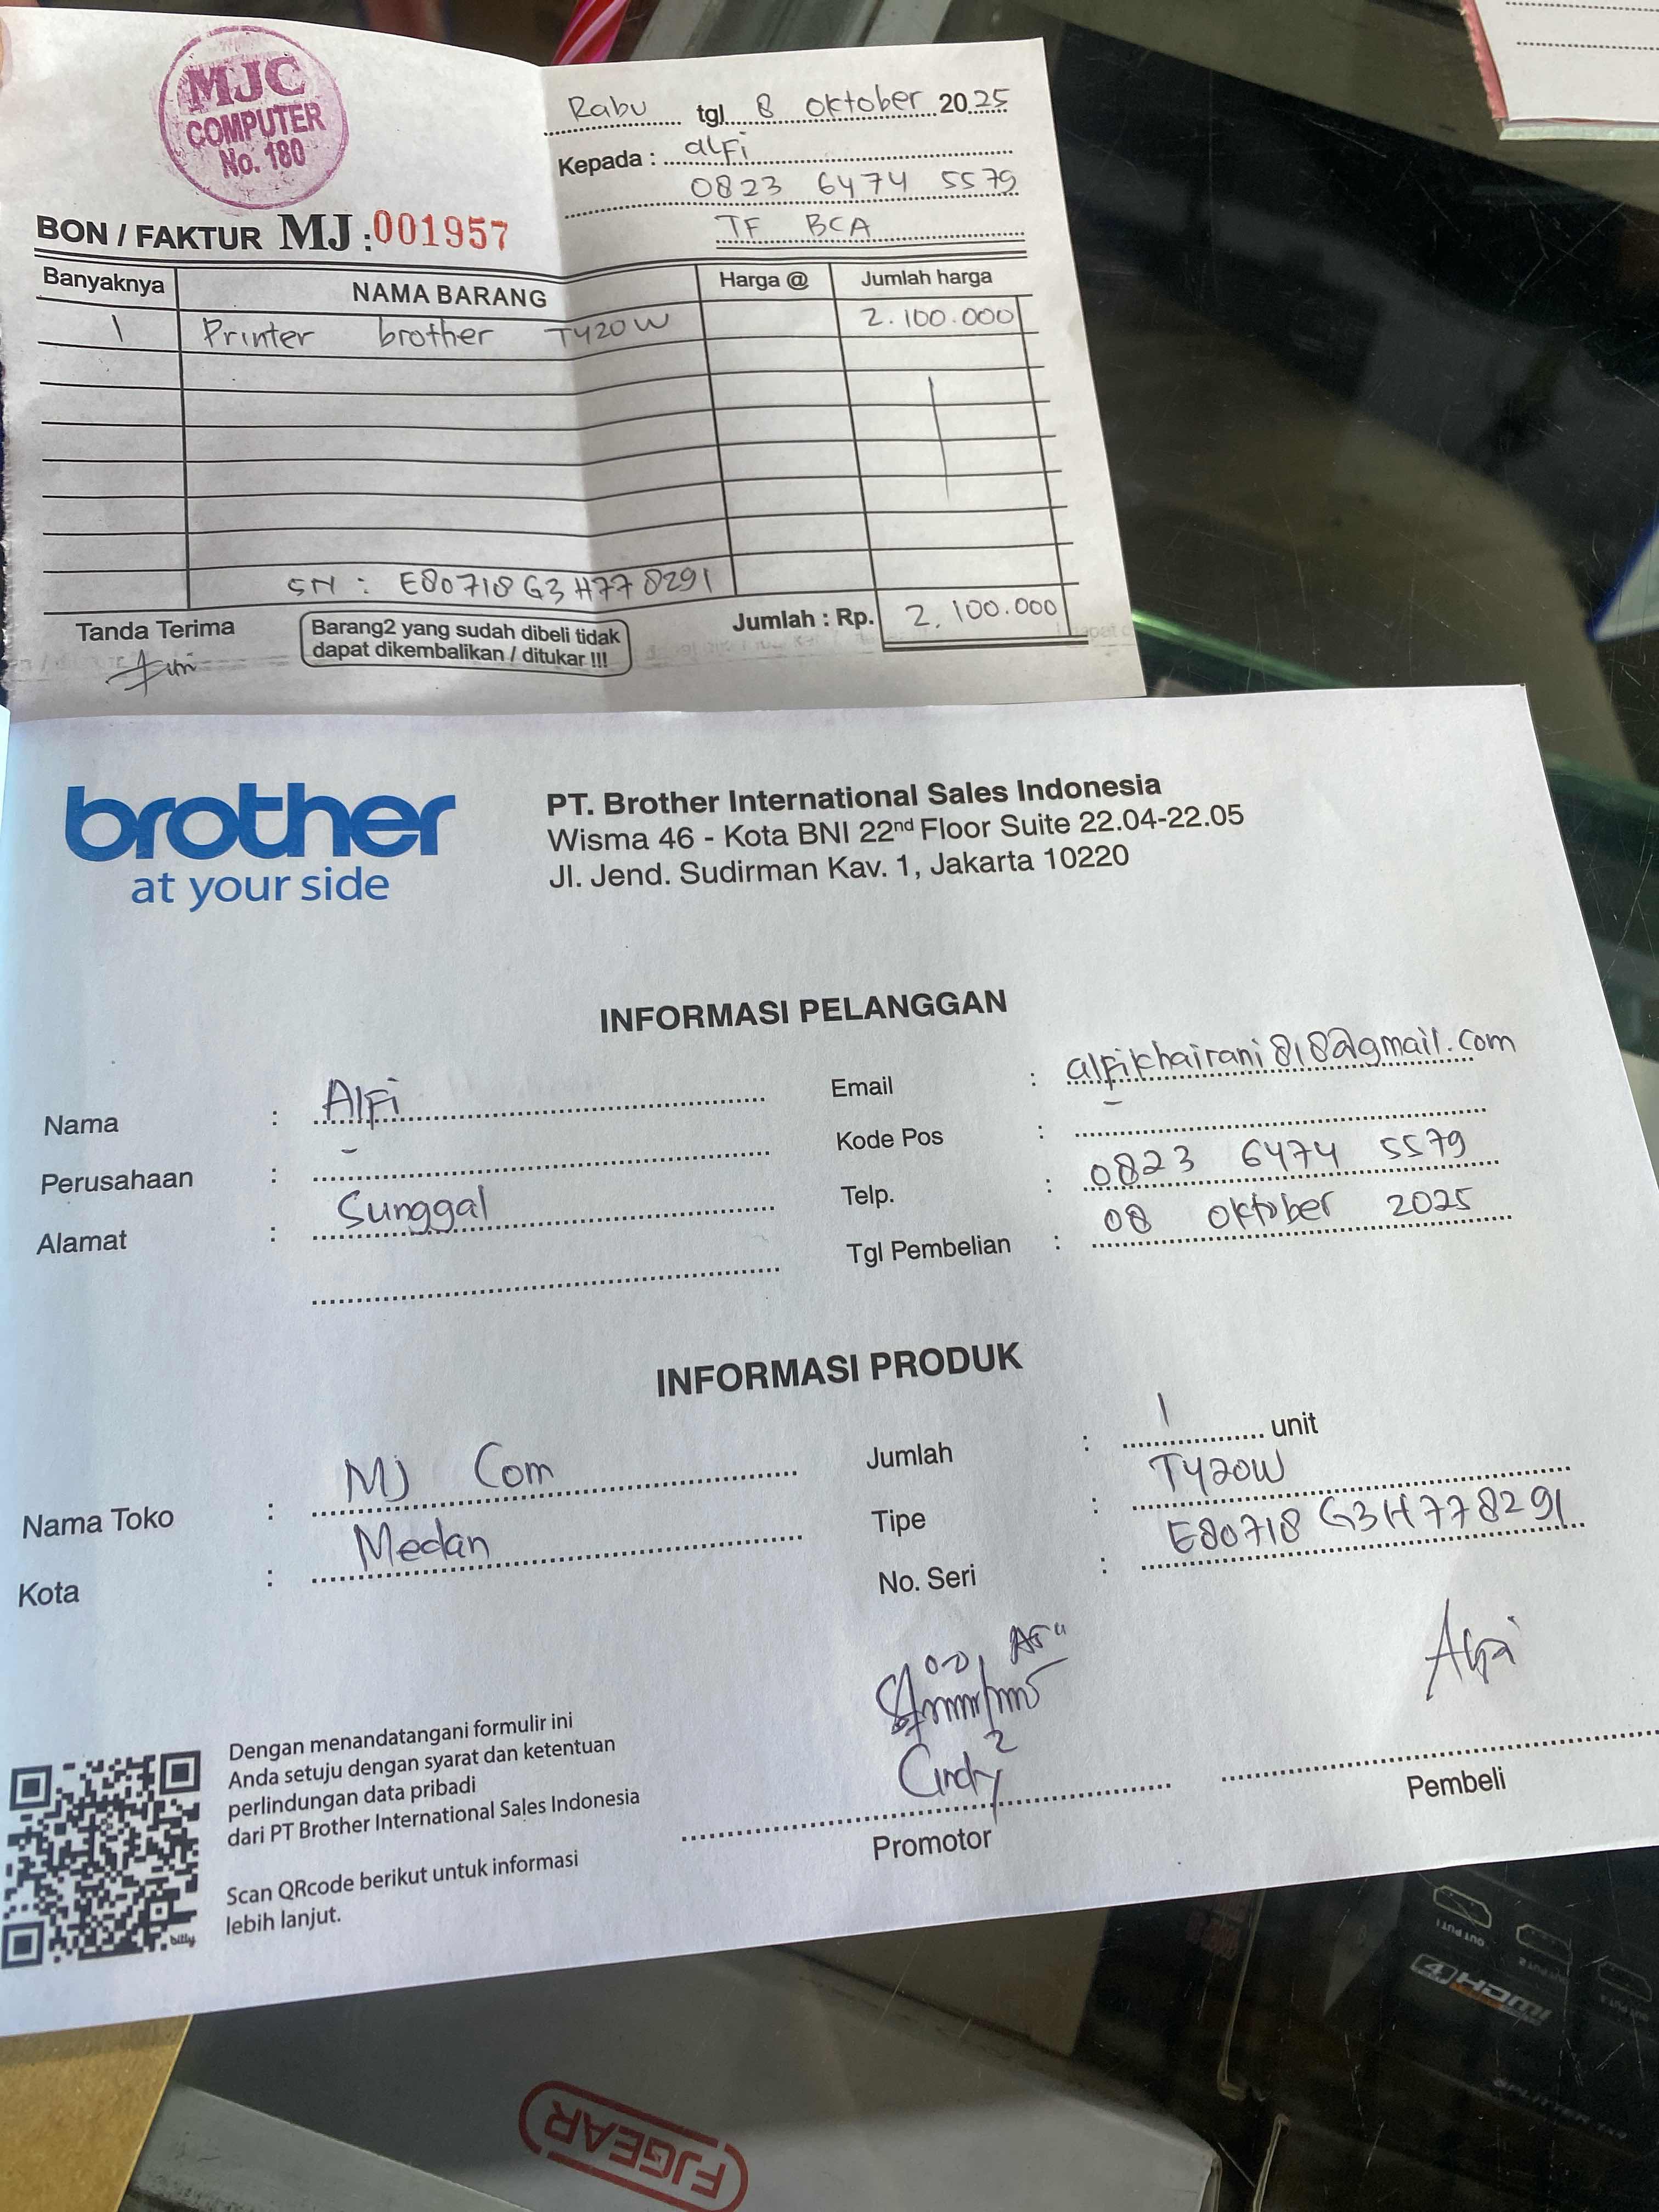 MJC
COMPUTER
No. 180
Rabu tgl 8 oktober 2025
Kepada : alfi
0823 6474 5579
TF BCA
BON / FAKTUR MJ : 001957
Banyaknya NAMA BARANG Harga @ Jumlah harga
1 Printer brother T420W 2.100.000
SN : E80718G3H778291
Tanda Terima
Barang2 yang sudah dibeli tidak
dapat dikembalikan / ditukar !!!
Jumlah : Rp. 2.100.000
brother
at your side
PT. Brother International Sales Indonesia
Wisma 46 - Kota BNI 22nd Floor Suite 22.04-22.05
Jl. Jend. Sudirman Kav. 1, Jakarta 10220
INFORMASI PELANGGAN
Nama : Alfi
Perusahaan : -
Alamat : Sunggal
Email : alfikhairani818@gmail.com
Kode Pos : -
Telp. : 0823 6474 5579
Tgl Pembelian : 08 oktober 2025
INFORMASI PRODUK
Nama Toko : MJ Com
Kota : Medan
Jumlah : 1 unit
Tipe : T420W
No. Seri : E80718G3H778291
Dengan menandatangani formulir ini
Anda setuju dengan syarat dan ketentuan
perlindungan data pribadi
dari PT Brother International Sales Indonesia
Scan QRcode berikut untuk informasi
lebih lanjut.
bitly
Cindy
Promotor
Alfi
Pembeli
OUT PUT 1
4 HDMI
FJGEAR